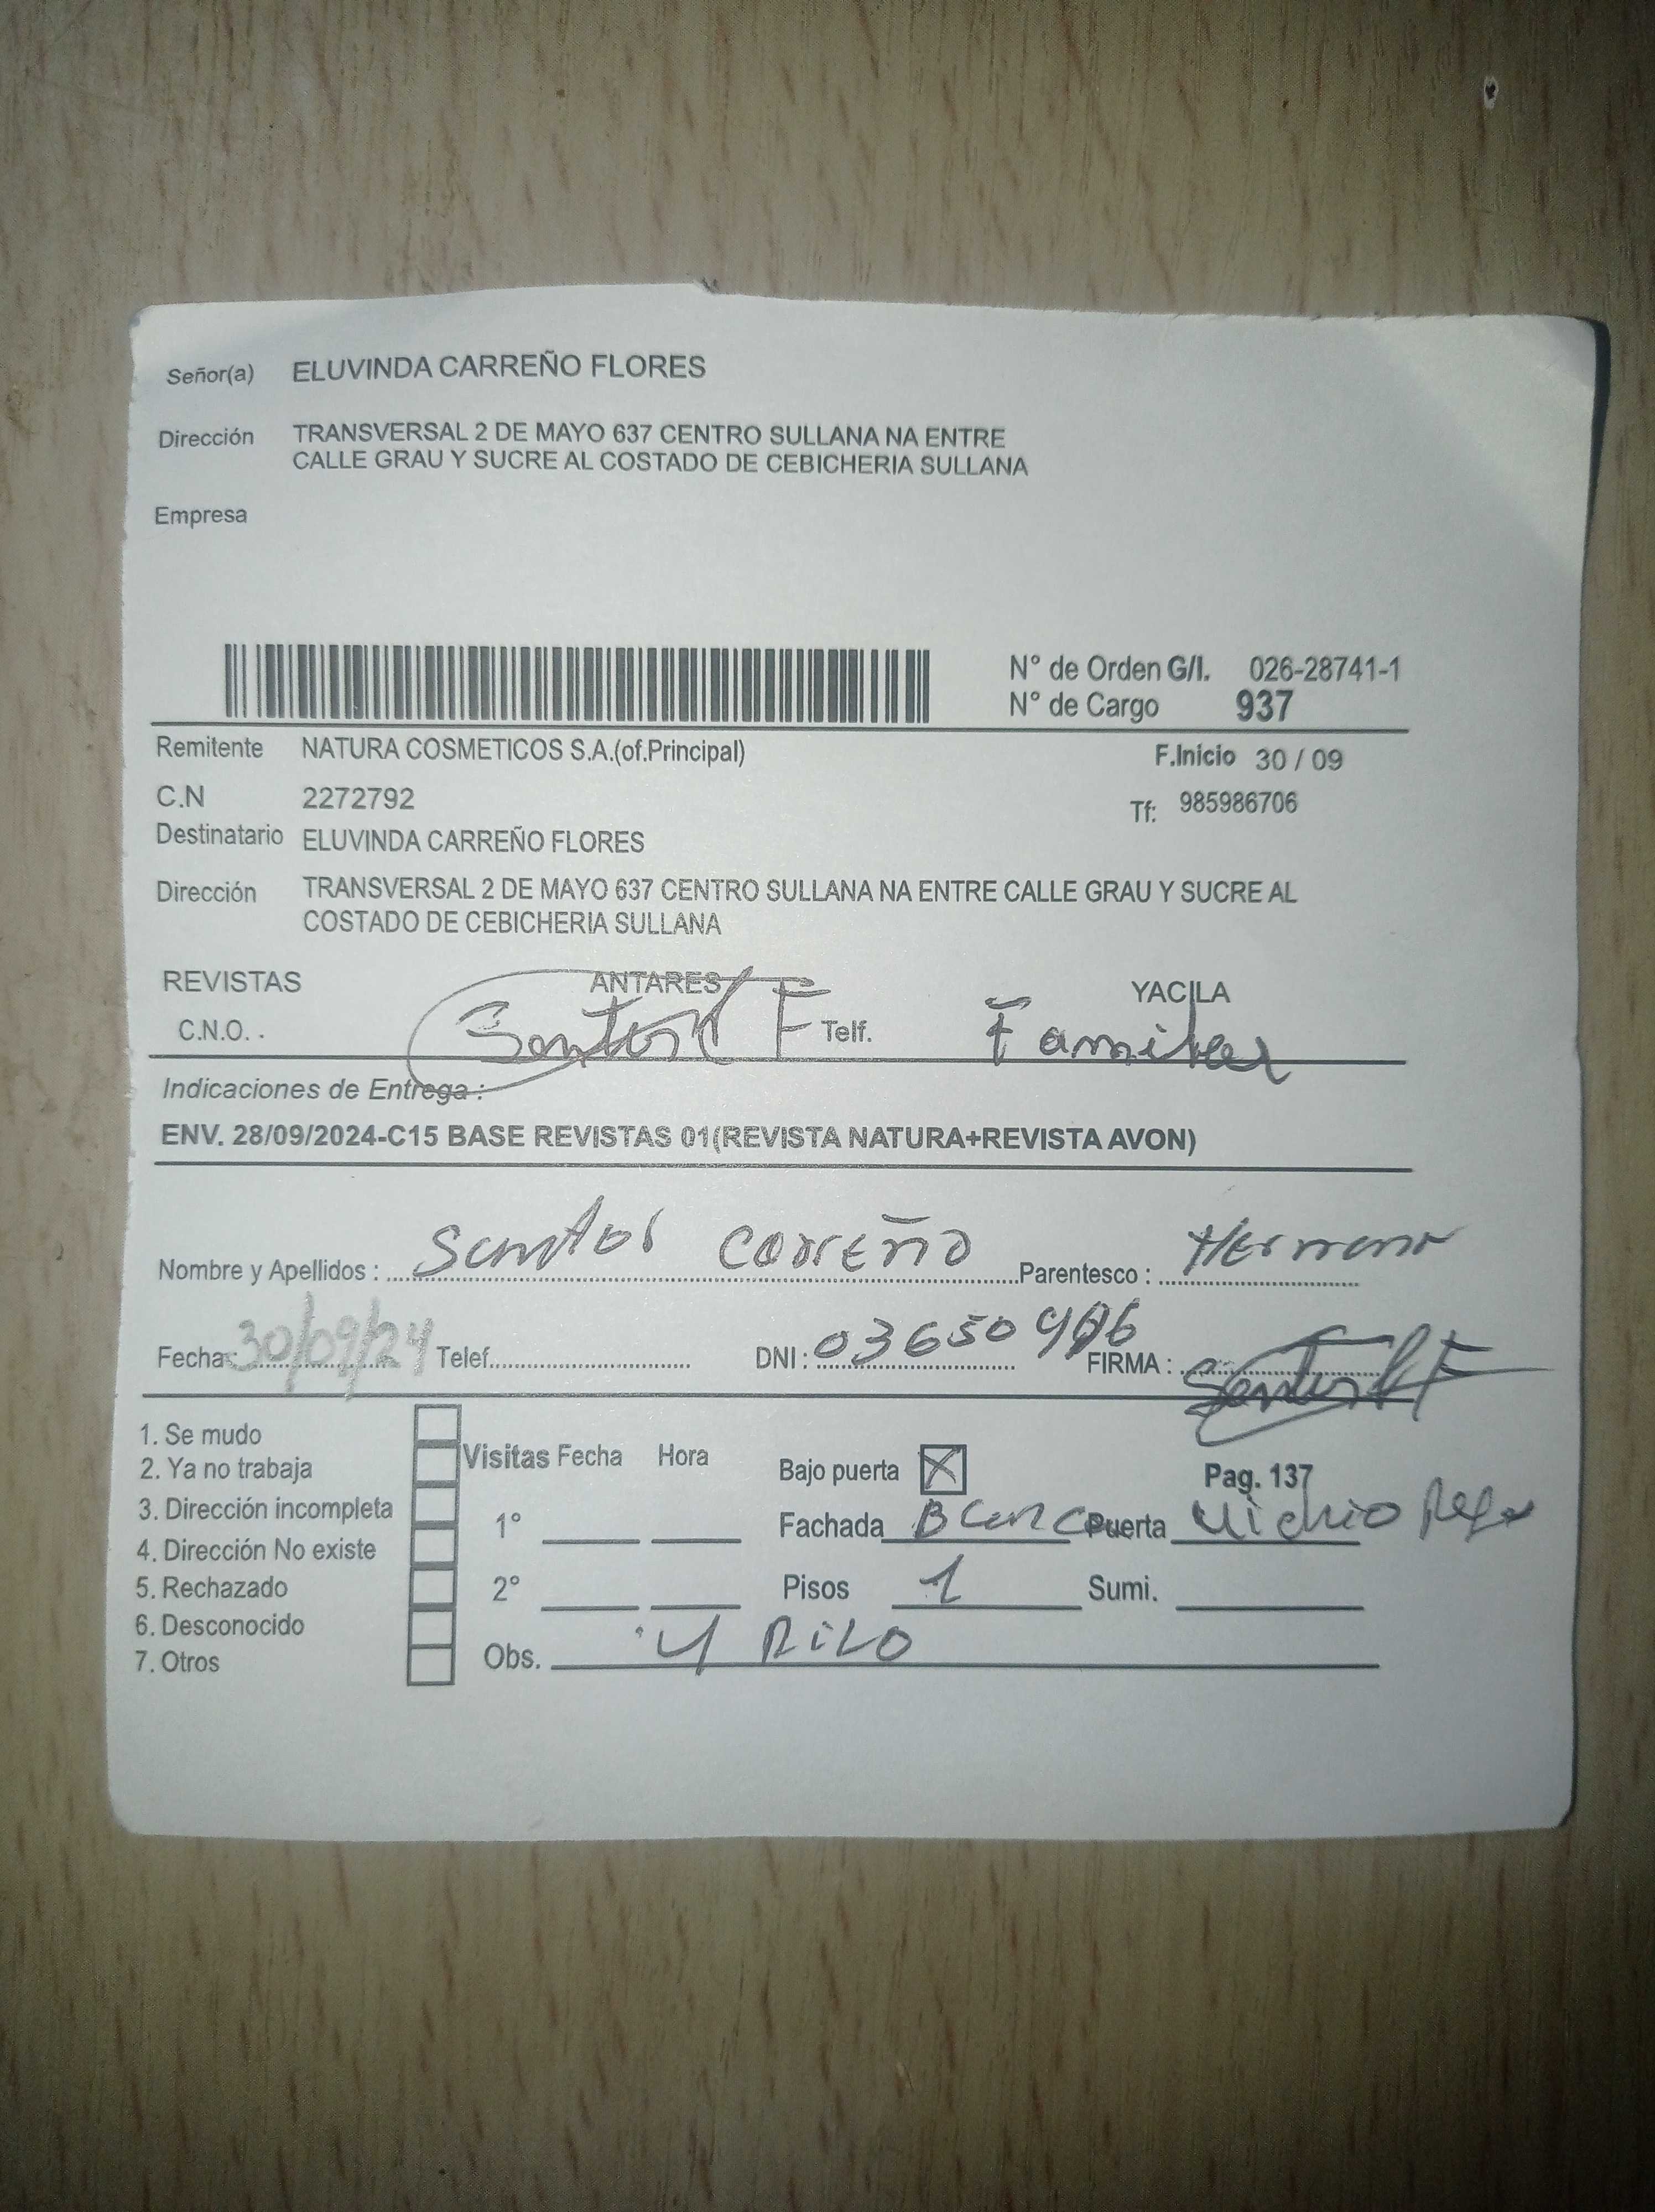 Señor(a) ELUVINDA CARREÑO FLORES
Dirección TRANSVERSAL 2 DE MAYO 637 CENTRO SULLANA NA ENTRE
CALLE GRAU Y SUCRE AL COSTADO DE CEBICHERIA SULLANA
Empresa
N° de Orden G/I. 026-28741-1
N° de Cargo 937
Remitente NATURA COSMETICOS S.A.(of.Principal) F.Inicio 30 / 09
C.N 2272792 Tf: 985986706
Destinatario ELUVINDA CARREÑO FLORES
Dirección TRANSVERSAL 2 DE MAYO 637 CENTRO SULLANA NA ENTRE CALLE GRAU Y SUCRE AL
COSTADO DE CEBICHERIA SULLANA
REVISTAS ANTARES YACILA
C.N.O. . Santos C F Telf. Familiar
Indicaciones de Entrega :
ENV. 28/09/2024-C15 BASE REVISTAS 01(REVISTA NATURA+REVISTA AVON)
Nombre y Apellidos : Santos Carreño Parentesco : Hermano
Fecha: 30/09/24 Telef. DNI : FIRMA : Santos C F
1. Se mudo
2. Ya no trabaja Visitas Fecha Hora Bajo puerta X Pag. 137
3. Dirección incompleta 1° Fachada Blanco Puerta
4. Dirección No existe
5. Rechazado 2° Pisos 1 Sumi.
6. Desconocido
7. Otros Obs.